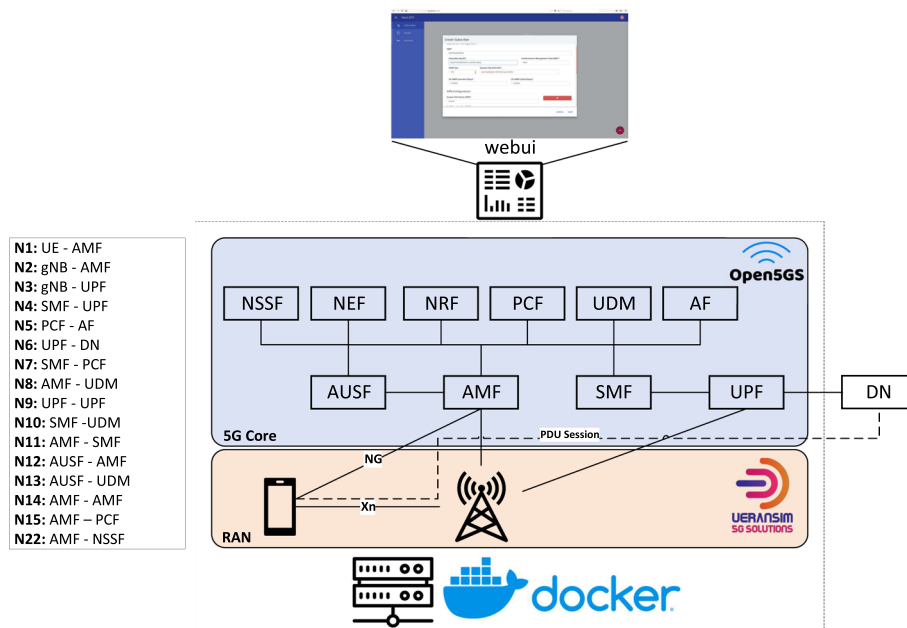 Create Subscriber
webui
N1: UE - AMF
N2: gNB - AMF
N3: gNB - UPF
N4: SMF - UPF
N5: PCF - AF
N6: UPF - DN
N7: SMF - PCF
N8: AMF - UDM
N9: UPF - UPF
N10: SMF -UDM
N11: AMF - SMF
N12: AUSF - AMF
N13: AUSF - UDM
N14: AMF - AMF
N15: AMF – PCF
N22: AMF - NSSF
Open5GS
NSSF NEF NRF PCF UDM AF
AUSF AMF SMF UPF DN
5G Core
PDU Session
NG
Xn
RAN
UERANSIM
5G SOLUTIONS
docker